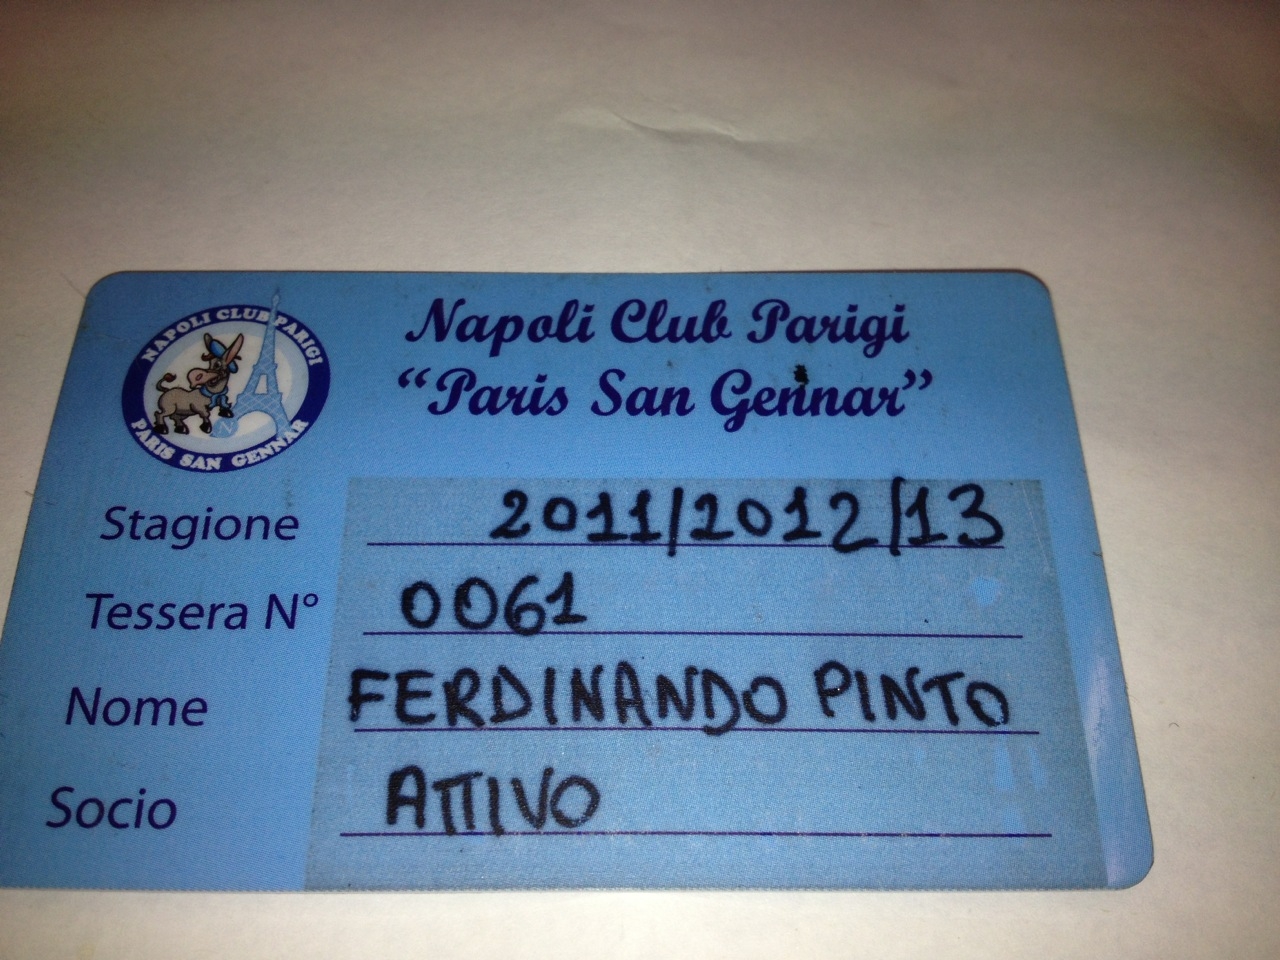 NAPOLI CLUB PARIGI
PARIS SAN GENNAR
N
Napoli Club Parigi
“Paris San Gennar”
Stagione 2011/2012/13
Tessera N° 0061
Nome FERDINANDO PINTO
Socio ATTIVO